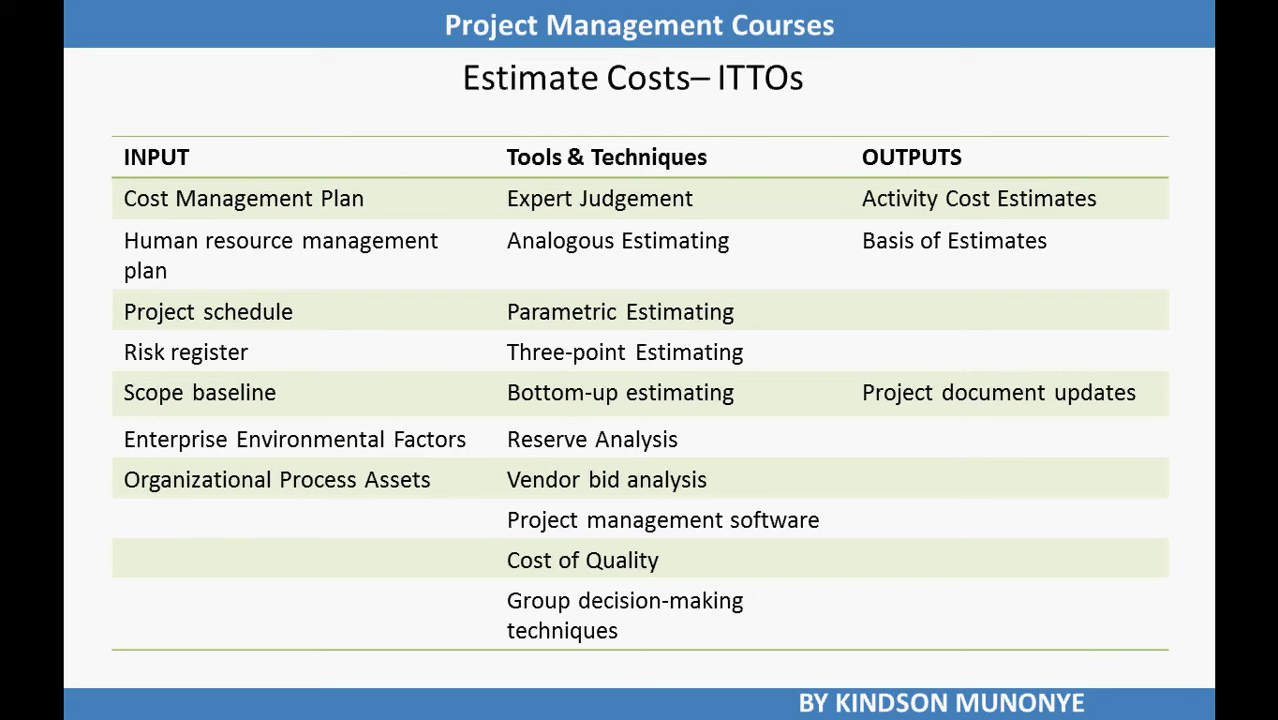 Project Management Courses
Estimate Costs– ITTOs
INPUT Tools & Techniques OUTPUTS
Cost Management Plan Expert Judgement Activity Cost Estimates
Human resource management Analogous Estimating Basis of Estimates
plan
Project schedule Parametric Estimating
Risk register Three-point Estimating
Scope baseline Bottom-up estimating Project document updates
Enterprise Environmental Factors Reserve Analysis
Organizational Process Assets Vendor bid analysis
Project management software
Cost of Quality
Group decision-making
techniques
BY KINDSON MUNONYE